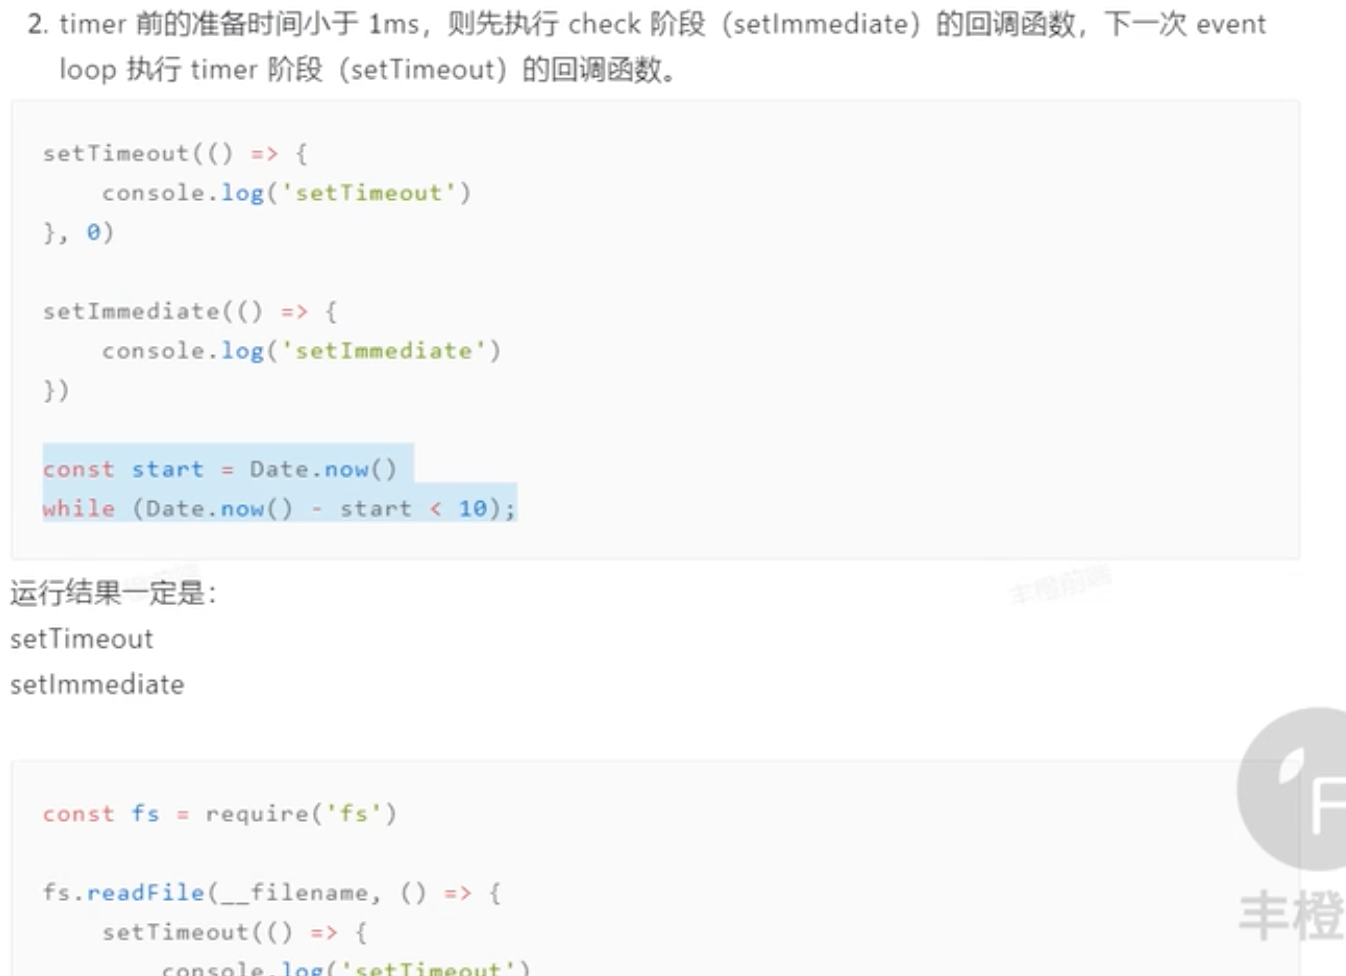 2. timer 前的准备时间小于 1ms，则先执行 check 阶段（setImmediate）的回调函数，下一次 event
loop 执行 timer 阶段（setTimeout）的回调函数。
setTimeout(() => {
    console.log('setTimeout')
}, 0)
setImmediate(() => {
    console.log('setImmediate')
})
const start = Date.now()
while (Date.now() - start < 10);
丰橙前端
运行结果一定是：
setTimeout
setImmediate
const fs = require('fs')
fs.readFile(__filename, () => {
    setTimeout(() => {
        console.log('setTimeout')
丰橙